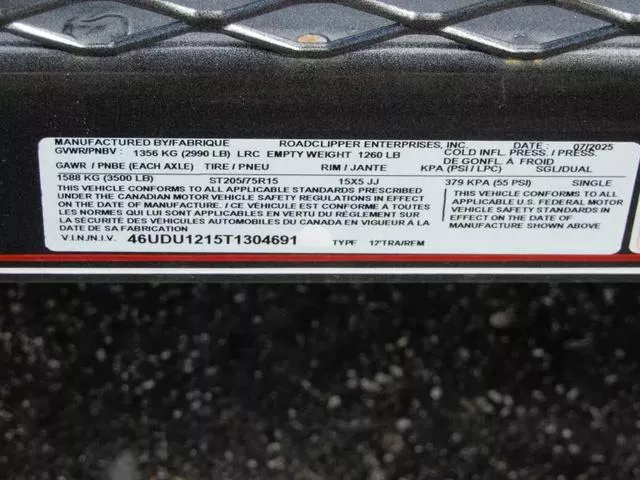 MANUFACTURED BY/FABRIQUE ROADCLIPPER ENTERPRISES, INC. DATE : 07/2025
GVWR/PNBV : 1356 KG (2990 LB) LRC EMPTY WEIGHT 1260 LB COLD INFL. PRESS./ PRESS. DE GONFL. À FROID
GAWR / PNBE (EACH AXLE) TIRE / PNEU RIM / JANTE KPA (PSI / LPC) SGL/DUAL
1588 KG (3500 LB) ST205/75R15 15X5 JJ 379 KPA (55 PSI) SINGLE
THIS VEHICLE CONFORMS TO ALL APPLICABLE STANDARDS PRESCRIBED
UNDER THE CANADIAN MOTOR VEHICLE SAFETY REGULATIONS IN EFFECT
ON THE DATE OF MANUFACTURE. / CE VÉHICULE EST CONFORME À TOUTES
LES NORMES QUI LUI SONT APPLICABLES EN VERTU DU RÈGLEMENT SUR
LA SÉCURITÉ DES VÉHICULES AUTOMOBILES DU CANADA EN VIGUEUR À LA
DATE DE SA FABRICATION
THIS VEHICLE CONFORMS TO ALL
APPLICABLE U.S. FEDERAL MOTOR
VEHICLE SAFETY STANDARDS IN
EFFECT ON THE DATE OF
MANUFACTURE SHOWN ABOVE
V.I.N./N.I.V. 46UDU1215T1304691 TYPE 12'TRA/REM